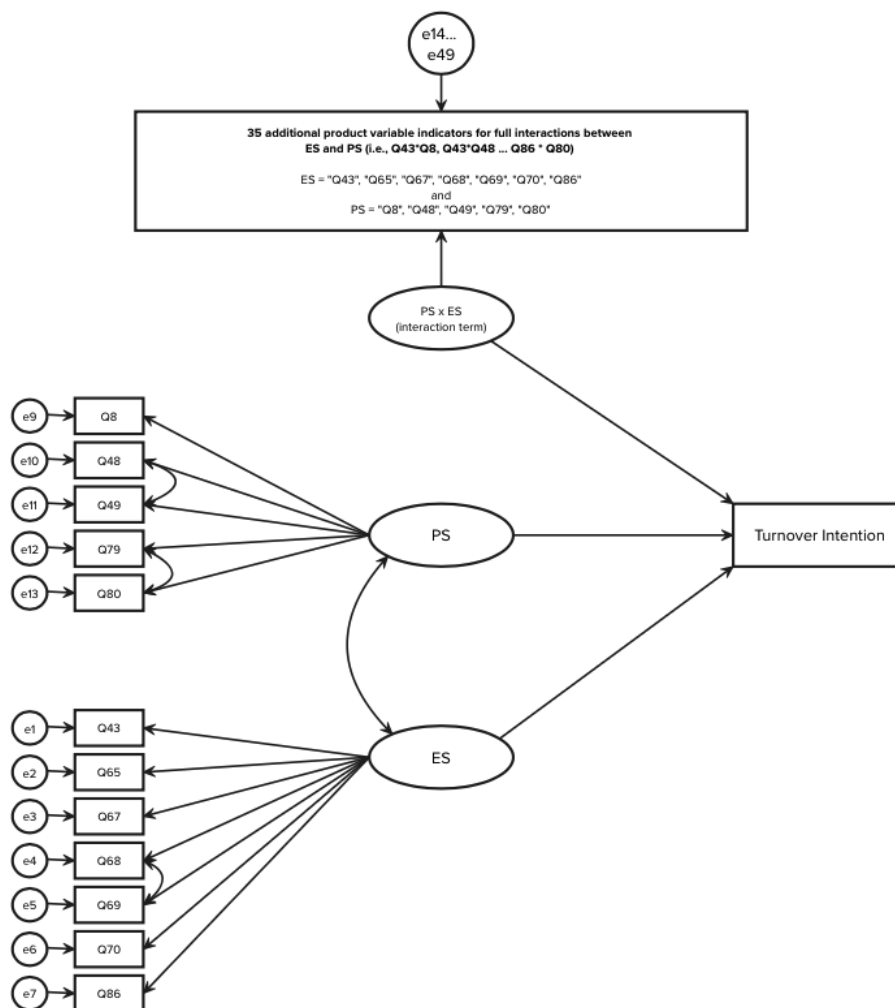 e14...
e49
35 additional product variable indicators for full interactions between
ES and PS (i.e., Q43*Q8, Q43*Q48 ... Q86 * Q80)
ES = "Q43", "Q65", "Q67", "Q68", "Q69", "Q70", "Q86"
and
PS = "Q8", "Q48", "Q49", "Q79", "Q80"
PS x ES
(interaction term)
e9 Q8
e10 Q48
e11 Q49
e12 Q79
e13 Q80
PS
Turnover Intention
e1 Q43
e2 Q65
e3 Q67
e4 Q68
e5 Q69
e6 Q70
e7 Q86
ES